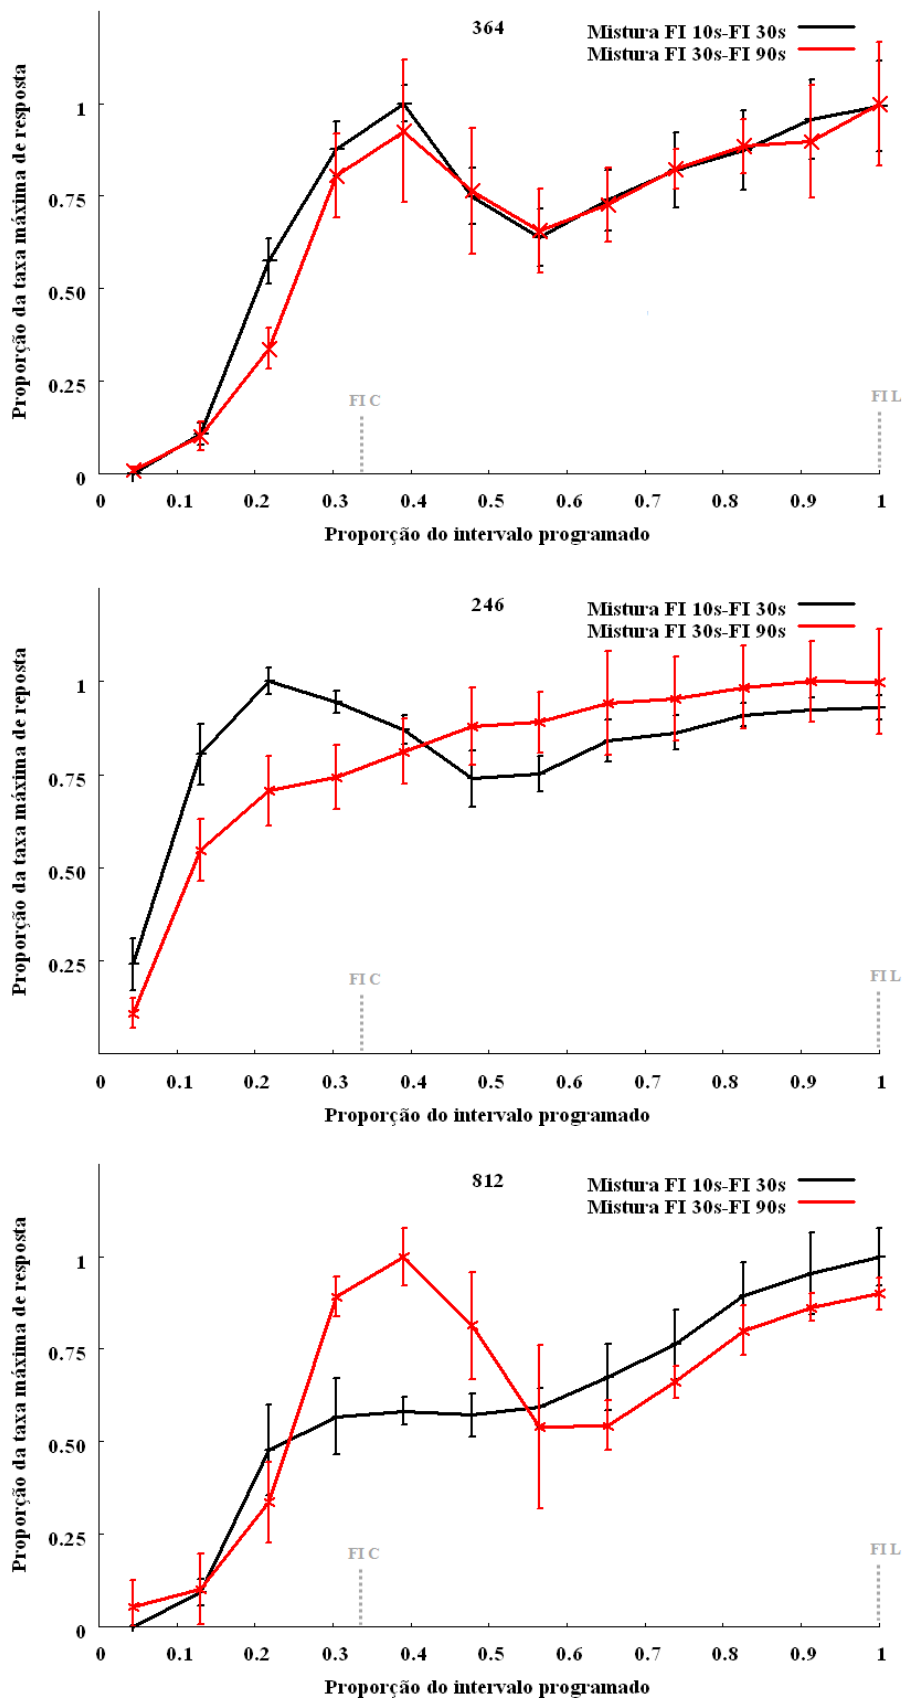 364
Mistura FI 10s-FI 30s
Mistura FI 30s-FI 90s
Proporção da taxa máxima de resposta
1
0.75
0.50
0.25
0
FI C
FI L
0 0.1 0.2 0.3 0.4 0.5 0.6 0.7 0.8 0.9 1
Proporção do intervalo programado
246
Mistura FI 10s-FI 30s
Mistura FI 30s-FI 90s
Proporção da taxa máxima de reposta
1
0.75
0.50
0.25
FI C
FI L
0 0.1 0.2 0.3 0.4 0.5 0.6 0.7 0.8 0.9 1
Proporção do intervalo programado
812
Mistura FI 10s-FI 30s
Mistura FI 30s-FI 90s
Proporção da taxa máxima de resposta
1
0.75
0.50
0.25
0
FI C
FI L
0 0.1 0.2 0.3 0.4 0.5 0.6 0.7 0.8 0.9 1
Proporção do intervalo programado